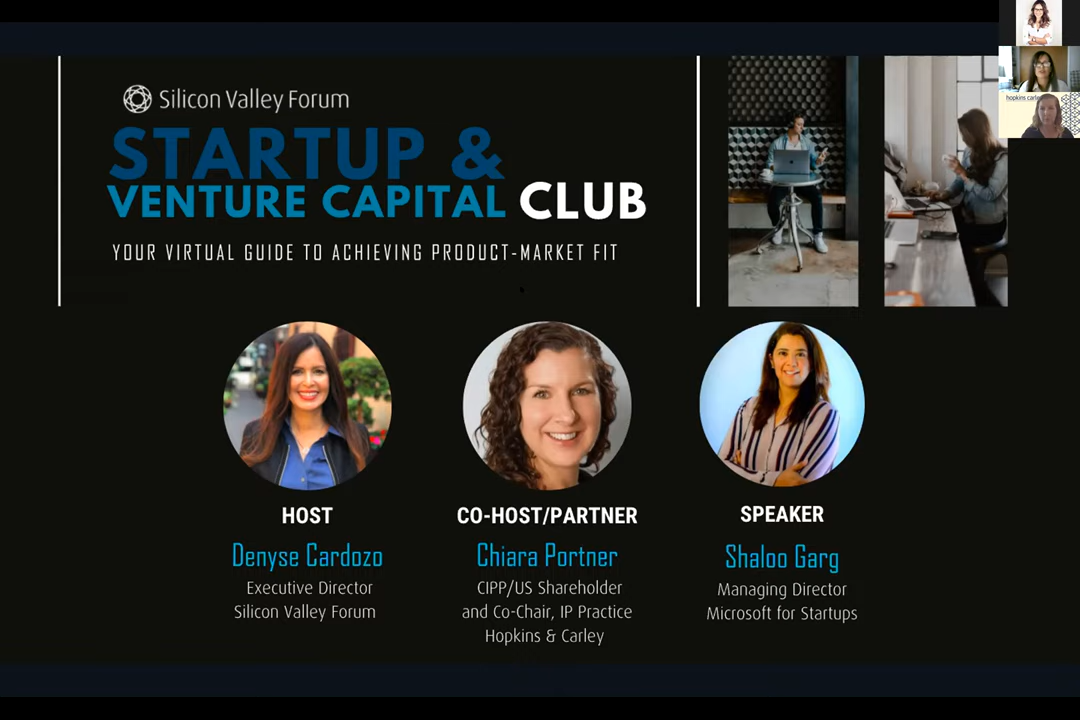 Silicon Valley Forum
STARTUP &
VENTURE CAPITAL CLUB
YOUR VIRTUAL GUIDE TO ACHIEVING PRODUCT-MARKET FIT
hopkins carley
HOST
Denyse Cardozo
Executive Director
Silicon Valley Forum
CO-HOST/PARTNER
Chiara Portner
CIPP/US Shareholder
and Co-Chair, IP Practice
Hopkins & Carley
SPEAKER
Shaloo Garg
Managing Director
Microsoft for Startups